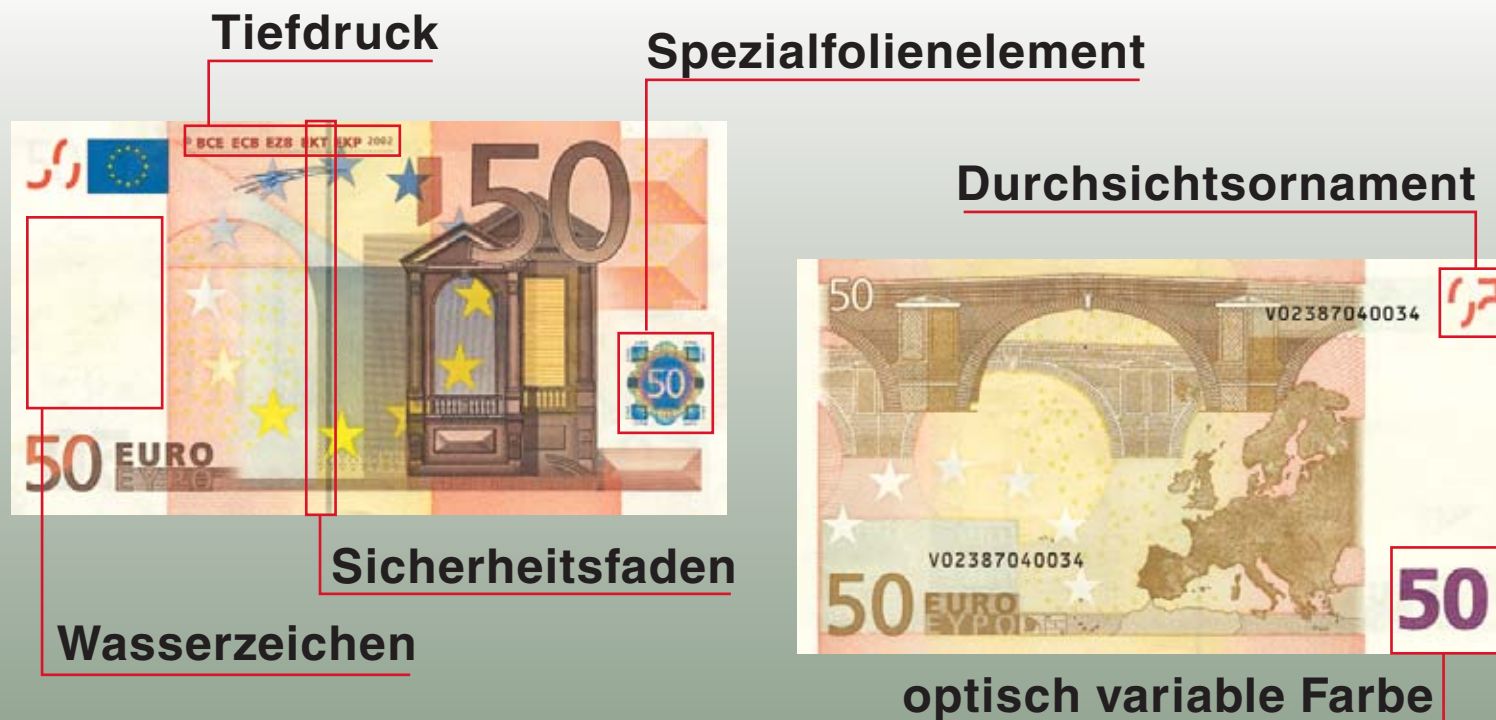 Tiefdruck
Spezialfolienelement
© BCE ECB EZB EKT EKP 2002
50
Durchsichtsornament
50
V02387040034
50
50 EURO
ΕΥΡΩ
Sicherheitsfaden
V02387040034
50 EURO
ΕΥΡΩ
50
Wasserzeichen
optisch variable Farbe